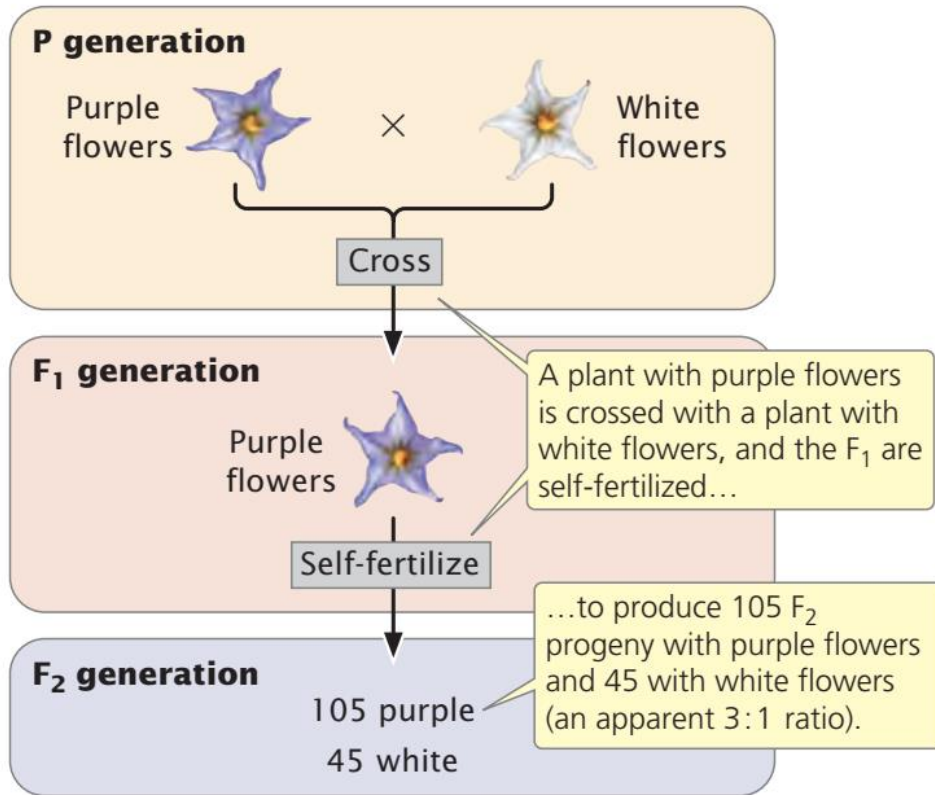 P generation
Purple
flowers
×
White
flowers
Cross
F₁ generation
Purple
flowers
A plant with purple flowers
is crossed with a plant with
white flowers, and the F₁ are
self-fertilized…
Self-fertilize
F₂ generation
105 purple
45 white
…to produce 105 F₂
progeny with purple flowers
and 45 with white flowers
(an apparent 3:1 ratio).